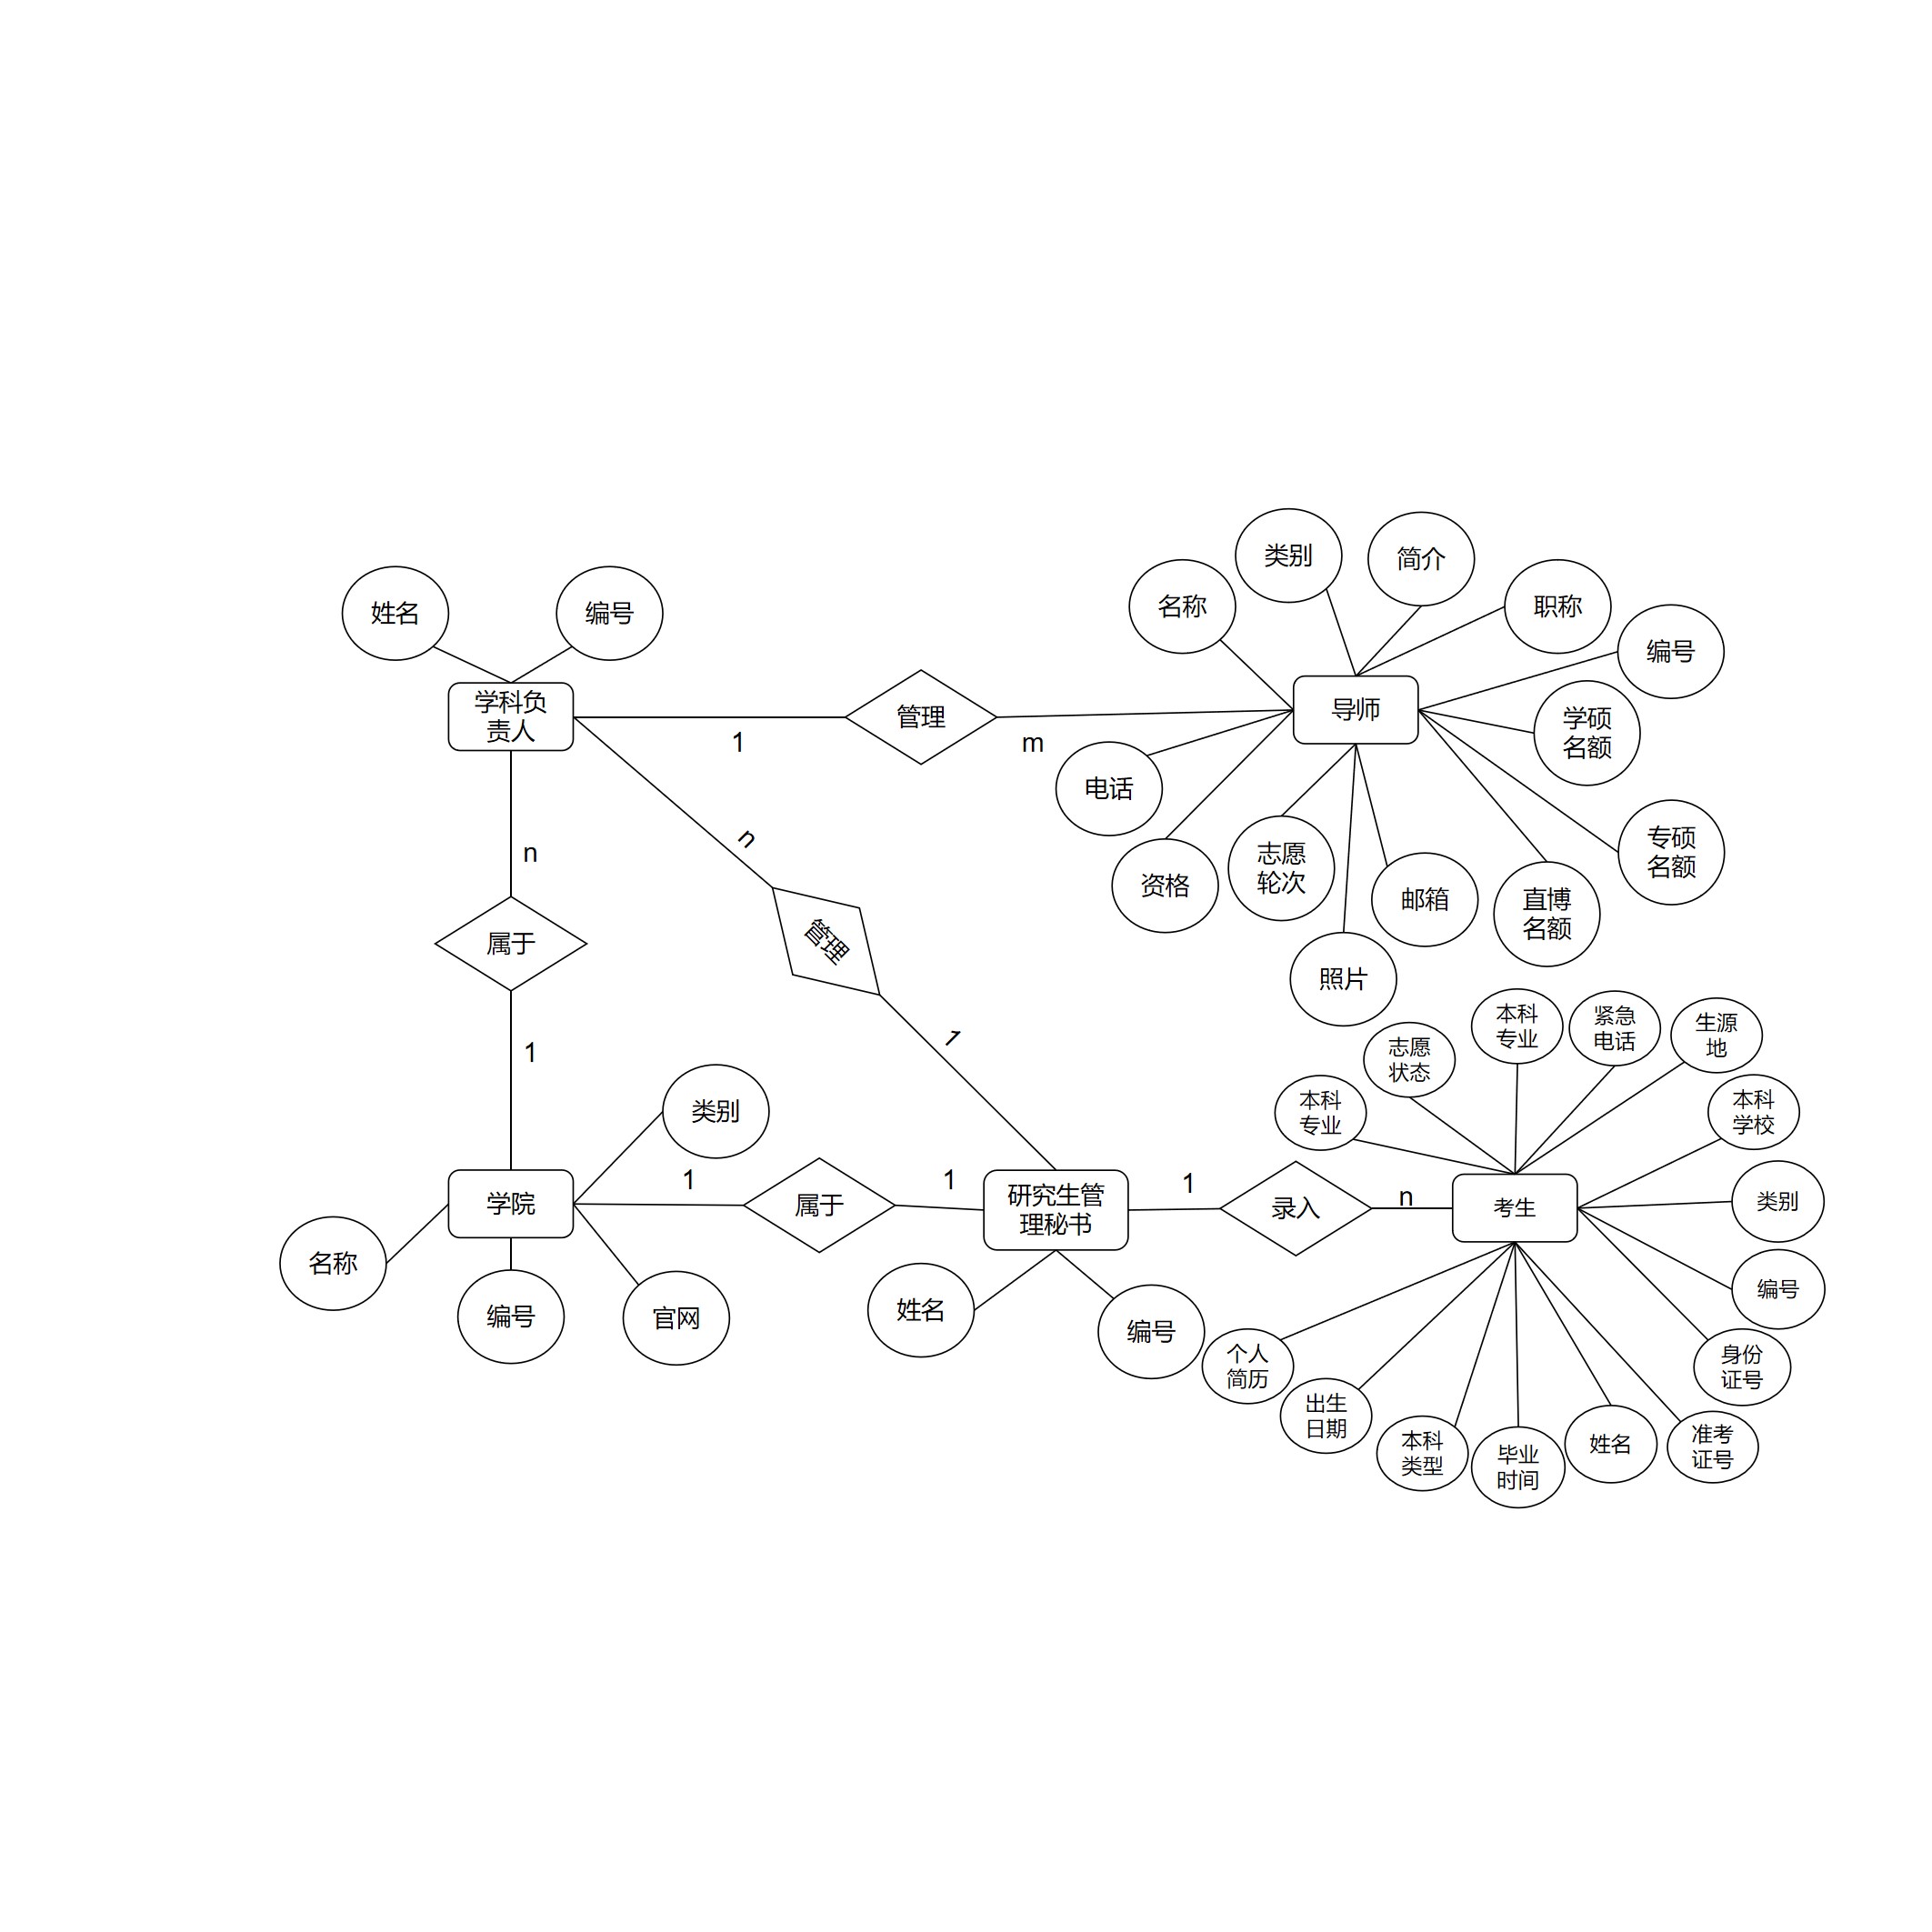 类别
简介
名称
职称
姓名
编号
编号
学科负
责人
管理
导师
1
m
学硕
名额
电话
n
n
志愿
轮次
资格
邮箱
专硕
名额
直博
名额
属于
管理
照片
1
1
志愿
状态
本科
专业
紧急
电话
生源
地
本科
专业
本科
学校
类别
1
1
1
n
学院
属于
研究生管
理秘书
录入
考生
类别
名称
编号
官网
姓名
编号
编号
个人
简历
出生
日期
本科
类型
毕业
时间
姓名
准考
证号
身份
证号